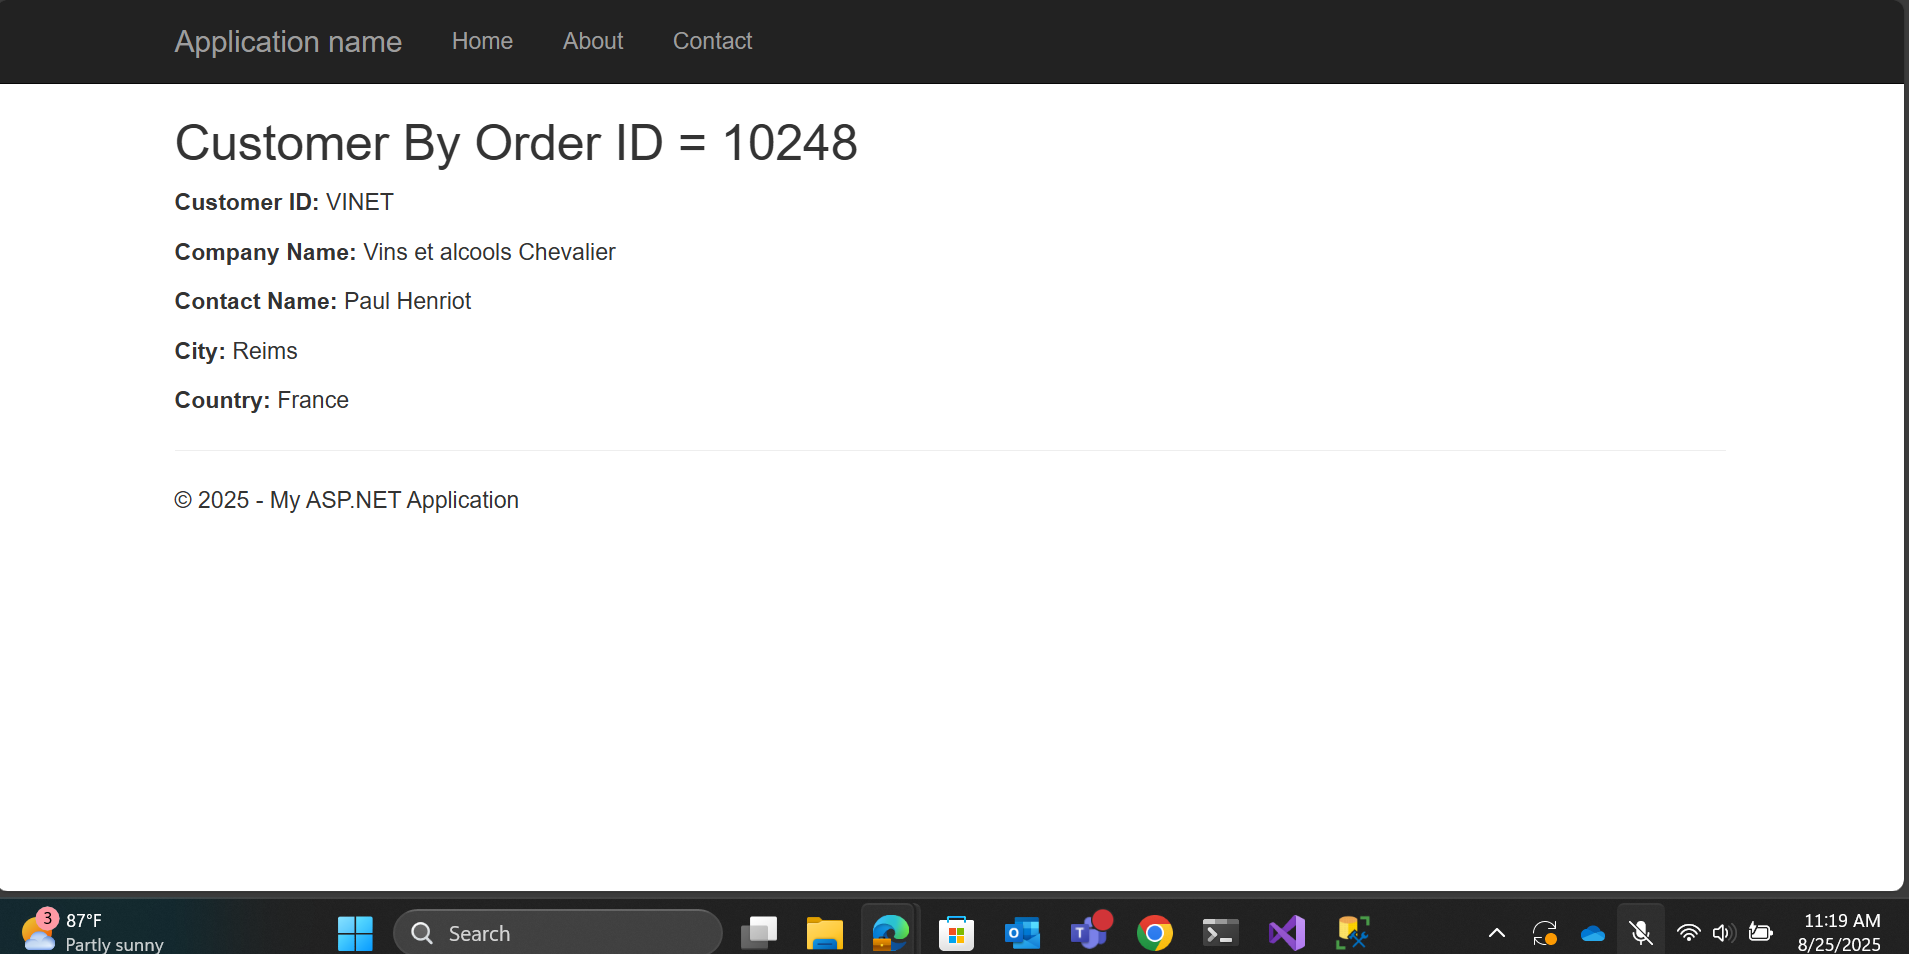 Application name Home About Contact
Customer By Order ID = 10248
Customer ID: VINET
Company Name: Vins et alcools Chevalier
Contact Name: Paul Henriot
City: Reims
Country: France
© 2025 - My ASP.NET Application
3
87°F
Partly sunny
Search
O
T
11:19 AM
8/25/2025